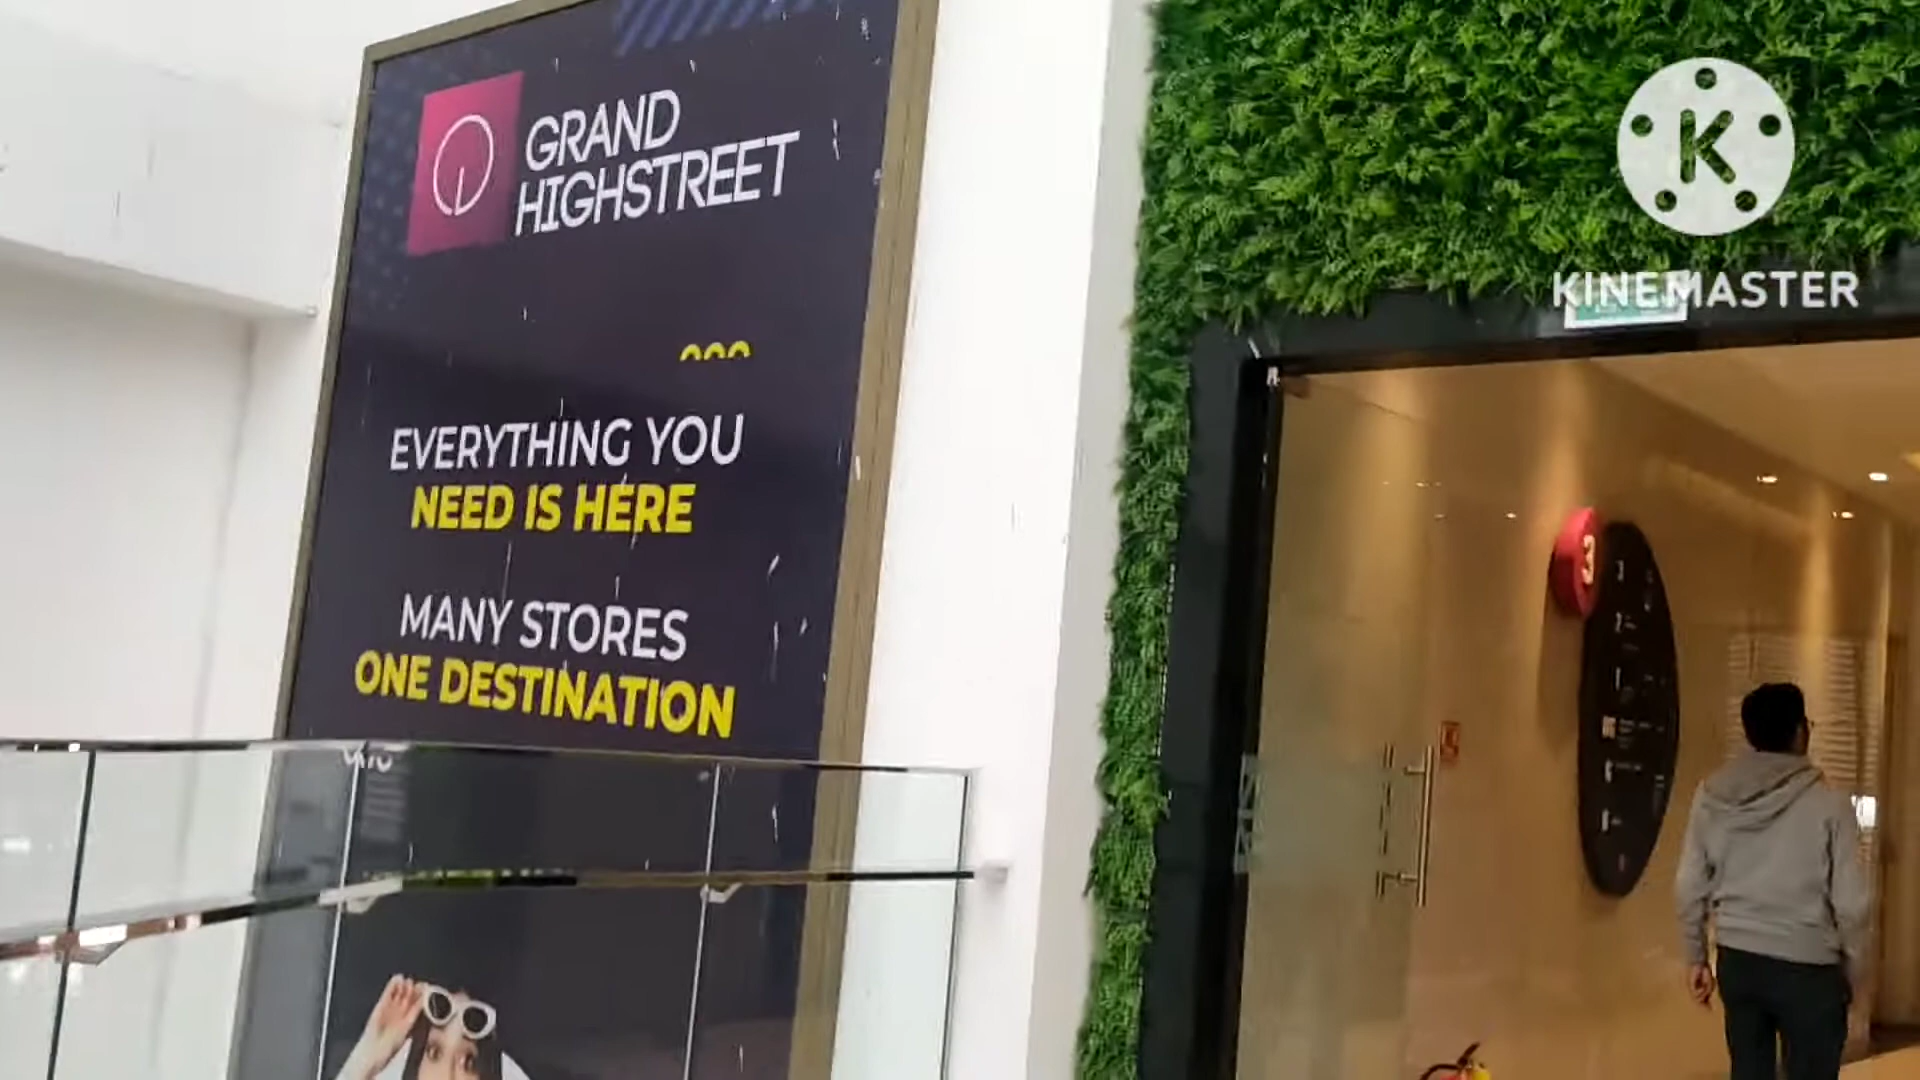 GRAND
HIGHSTREET
EVERYTHING YOU
NEED IS HERE
MANY STORES
ONE DESTINATION
K
KINEMASTER
3